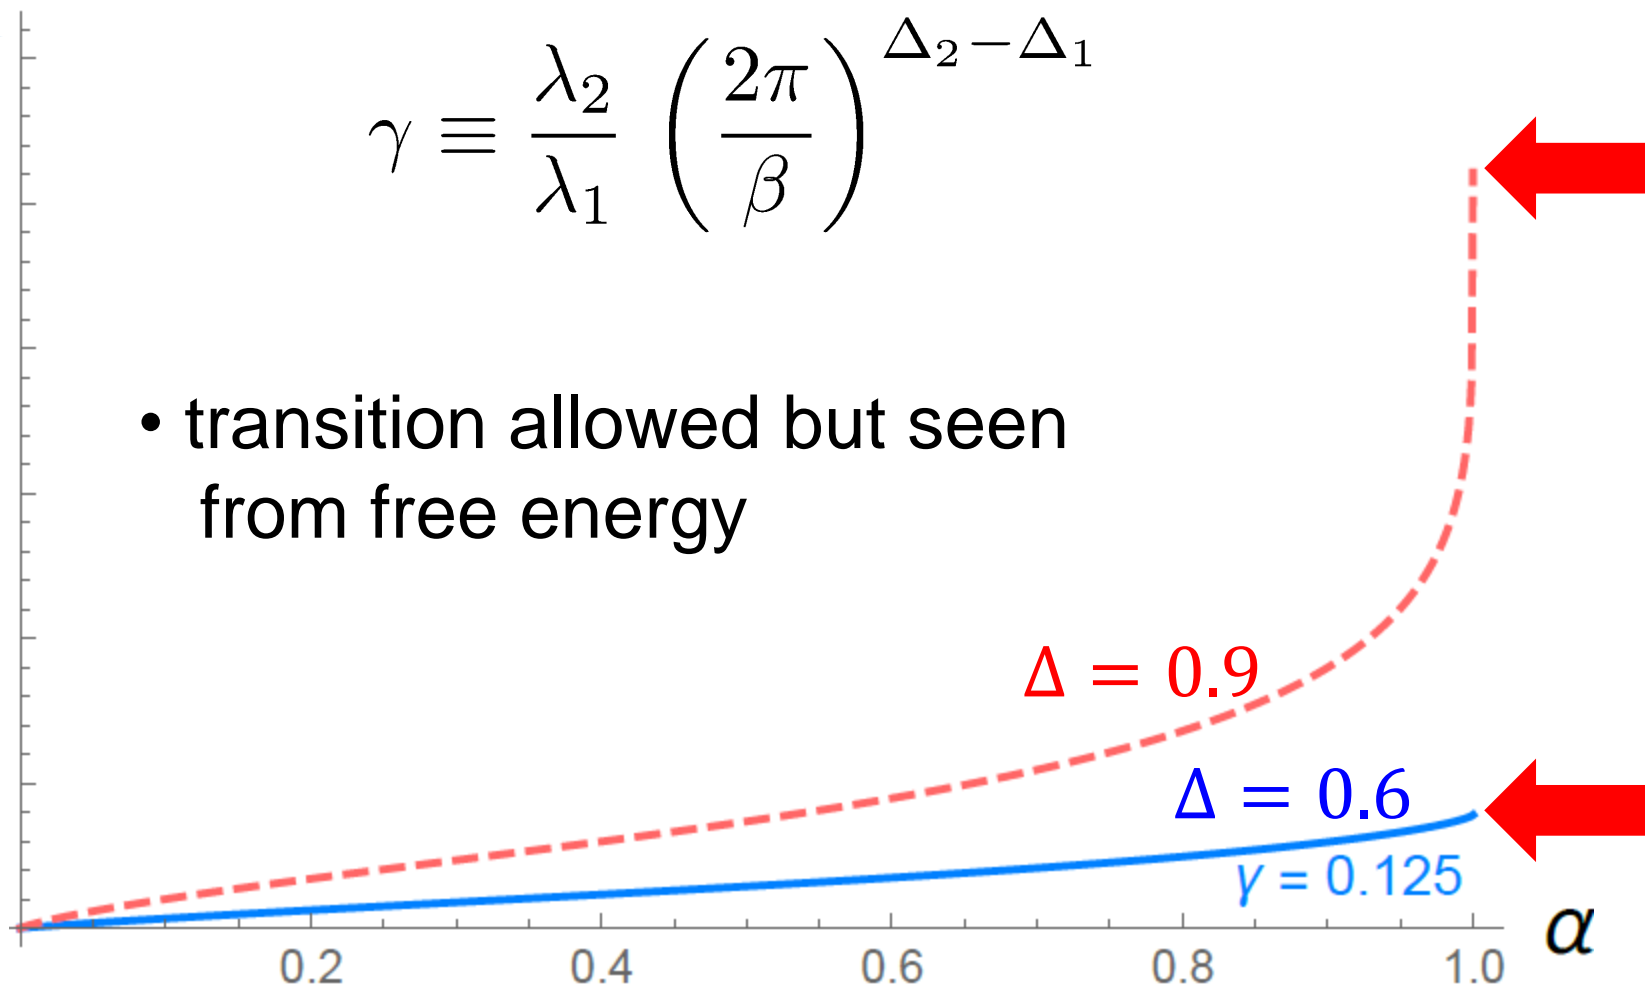 γ ≡ λ₂/λ₁ (2π/β)^(Δ₂−Δ₁)
• transition allowed but seen
from free energy
Δ = 0.9
Δ = 0.6
γ = 0.125
α
0.2 0.4 0.6 0.8 1.0